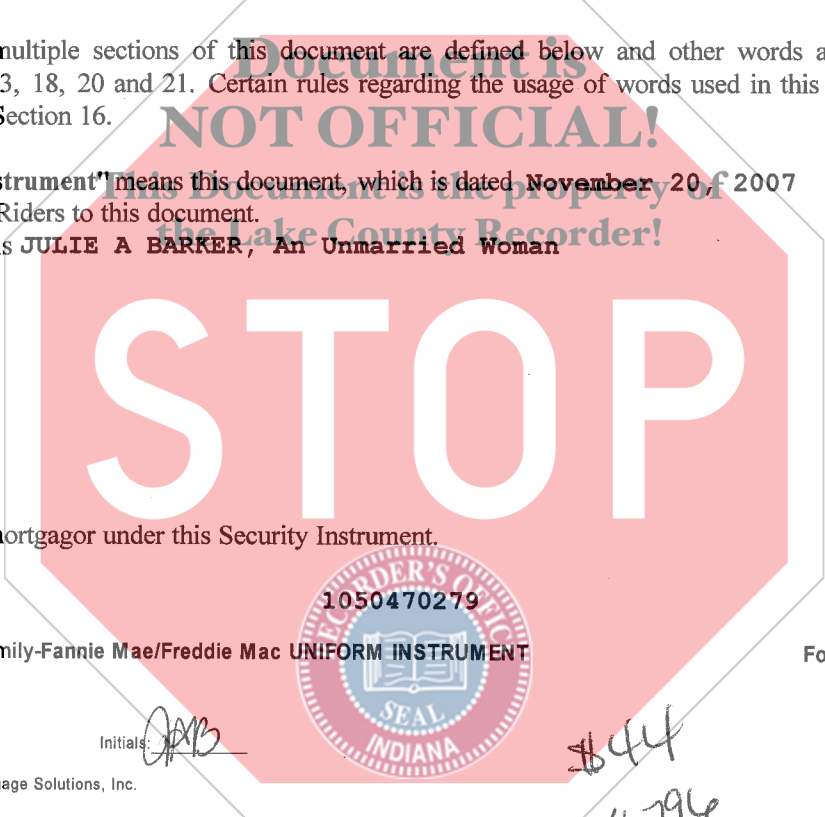 multiple sections of this document are defined below and other words a
3, 18, 20 and 21. Certain rules regarding the usage of words used in this
Section 16.
Document is
NOT OFFICIAL!
This Document is the property of
the Lake County Recorder!
strument" means this document, which is dated November 20, 2007
Riders to this document.
s JULIE A BARKER, An Unmarried Woman
STOP
mortgagor under this Security Instrument.
1050470279
RECORDER'S OFFIC
SEAL
INDIANA
mily-Fannie Mae/Freddie Mac UNIFORM INSTRUMENT
Fo
Initials: JAB
age Solutions, Inc.
$44